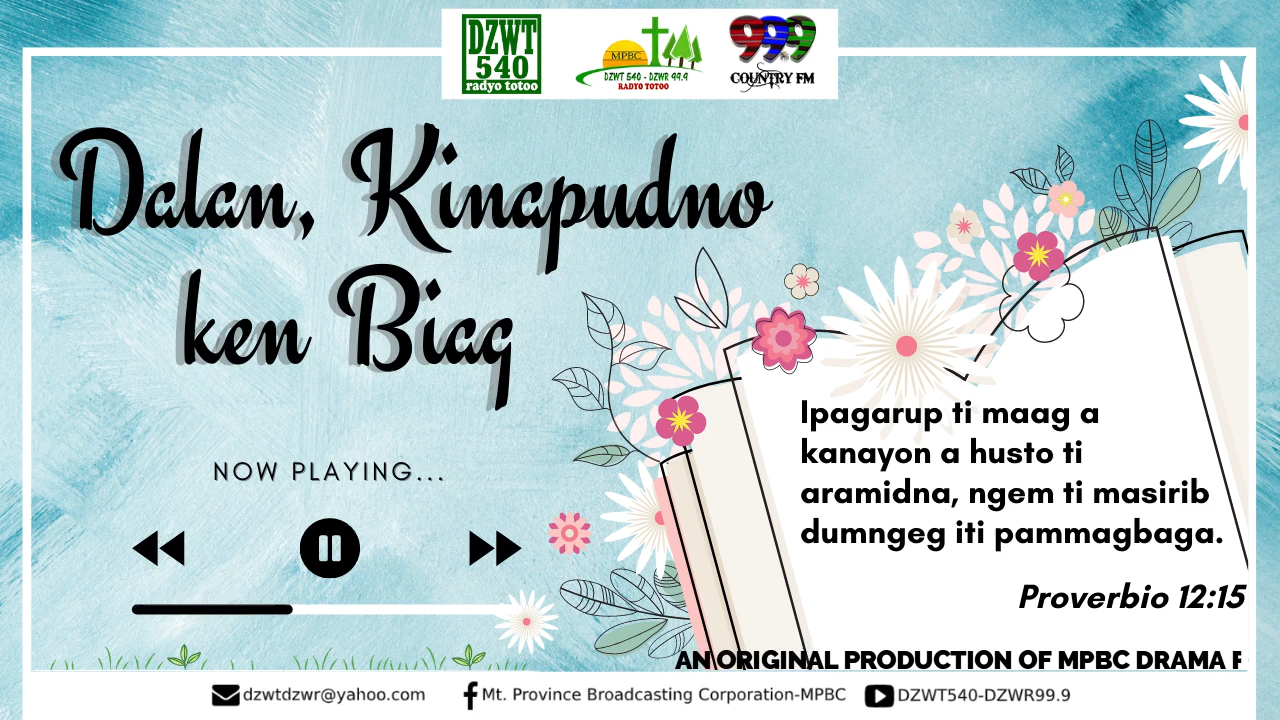 DZWT
540
radyo totoo
MPBC
DZWT 540 - DZWR 99.9
RADYO TOTOO
999
COUNTRY FM
Dalan, Kinapudno
ken Biag
NOW PLAYING...
Ipagarup ti maag a
kanayon a husto ti
aramidna, ngem ti masirib
dumngeg iti pammagbaga.
Proverbio 12:15
AN ORIGINAL PRODUCTION OF MPBC DRAMA
dzwtdzwr@yahoo.com
Mt. Province Broadcasting Corporation-MPBC
DZWT540-DZWR99.9